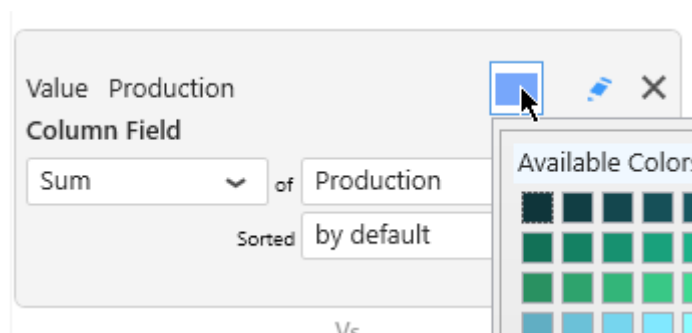 Value Production
Column Field
Available Colors
Sum of Production
Sorted by default
Vs